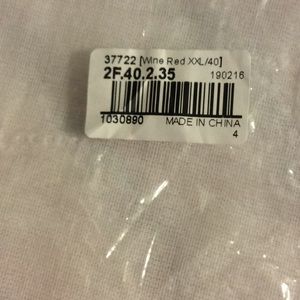 37722 [Wine Red XXL/40]
2F.40.2.35 190216
1030890 MADE IN CHINA
4